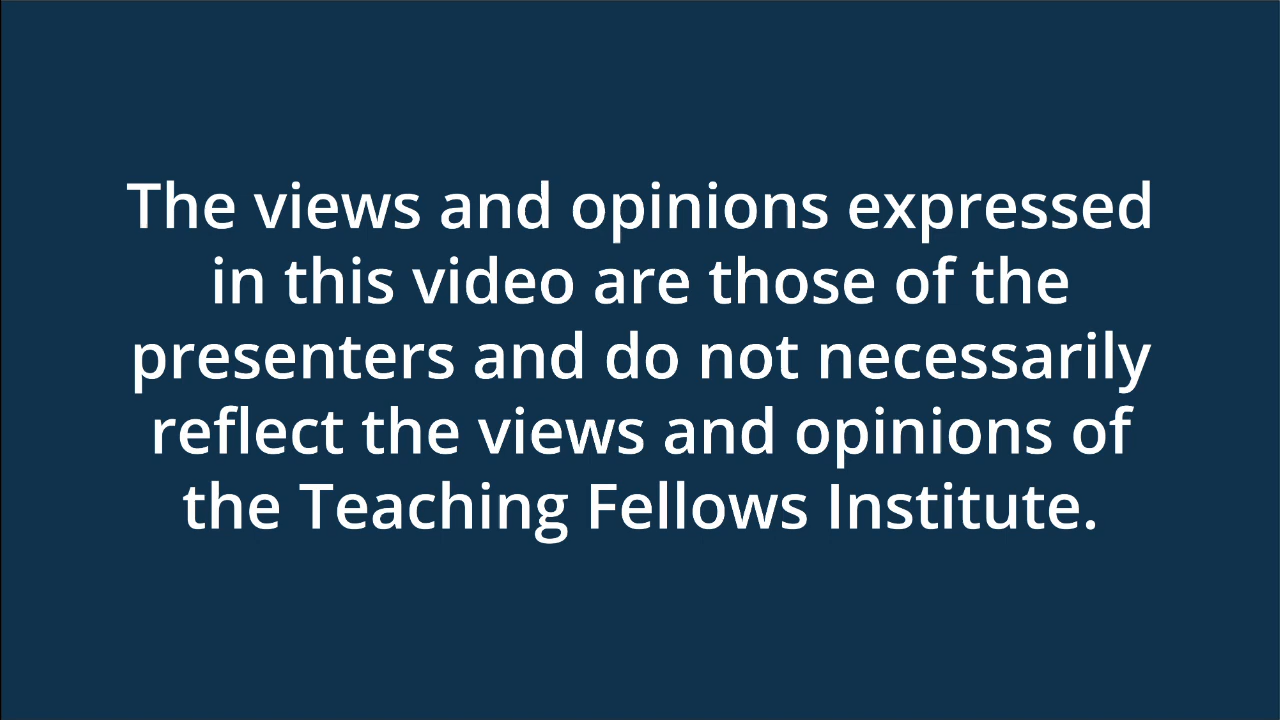 The views and opinions expressed
in this video are those of the
presenters and do not necessarily
reflect the views and opinions of
the Teaching Fellows Institute.